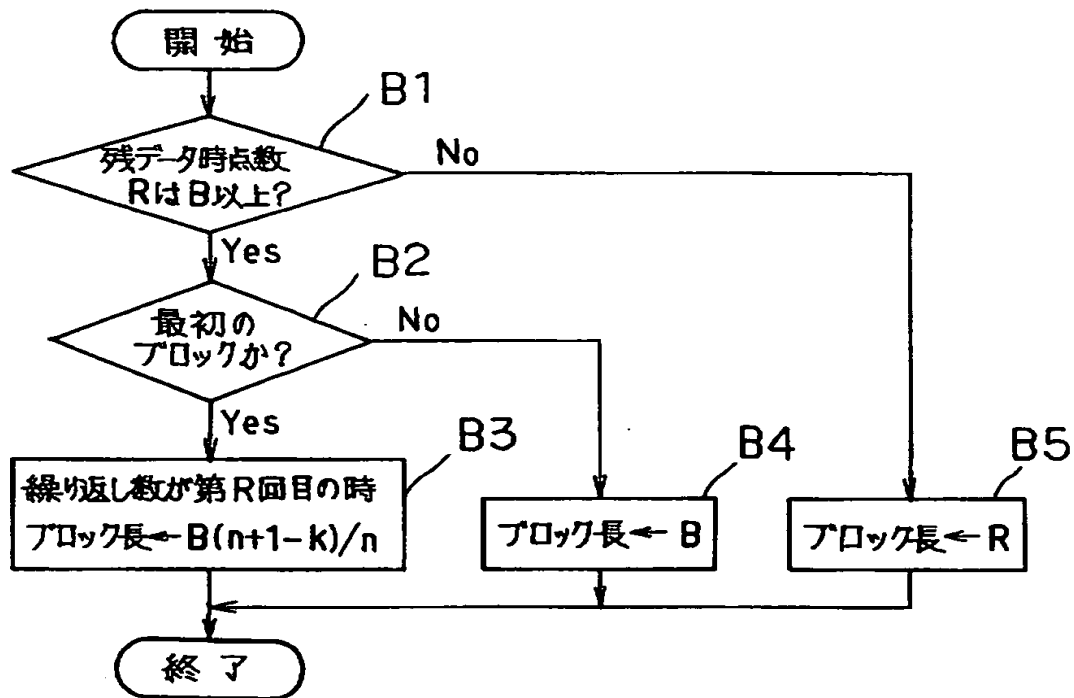 開始
B1
残データ時点数
RはB以上?
No
Yes
B2
最初の
ブロックか?
No
Yes
B3
繰り返し数が第R回目の時
ブロック長←B(n+1-k)/n
B4
ブロック長←B
B5
ブロック長←R
終了